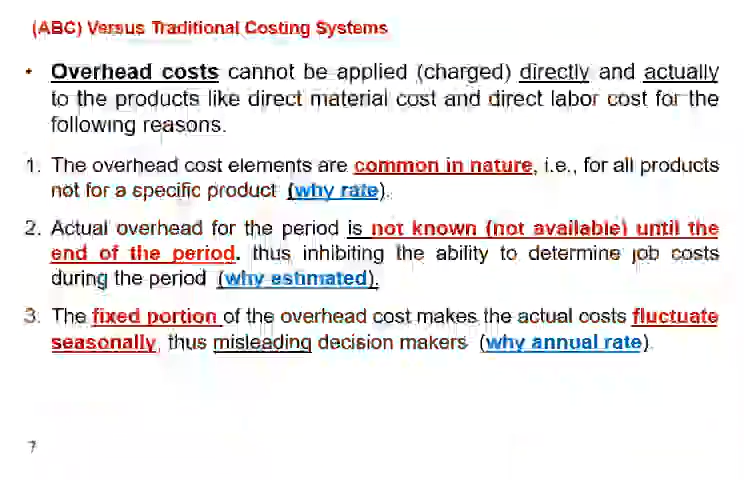 (ABC) Versus Traditional Costing Systems
• Overhead costs cannot be applied (charged) directly and actually
to the products like direct material cost and direct labor cost for the
following reasons.
1. The overhead cost elements are common in nature, i.e., for all products
not for a specific product (why rate).
2. Actual overhead for the period is not known (not available) until the
end of the period, thus inhibiting the ability to determine job costs
during the period (why estimated).
3. The fixed portion of the overhead cost makes the actual costs fluctuate
seasonally, thus misleading decision makers (why annual rate).
7